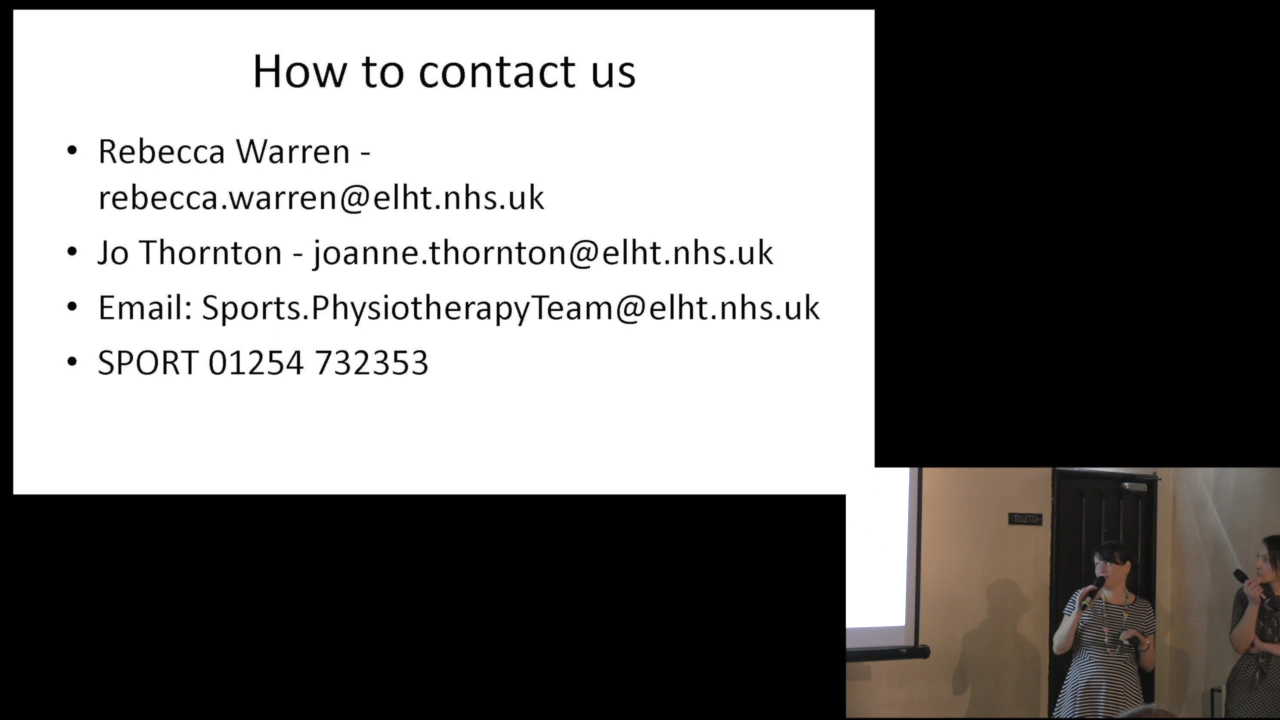 How to contact us
• Rebecca Warren -
rebecca.warren@elht.nhs.uk
• Jo Thornton - joanne.thornton@elht.nhs.uk
• Email: Sports.PhysiotherapyTeam@elht.nhs.uk
• SPORT 01254 732353